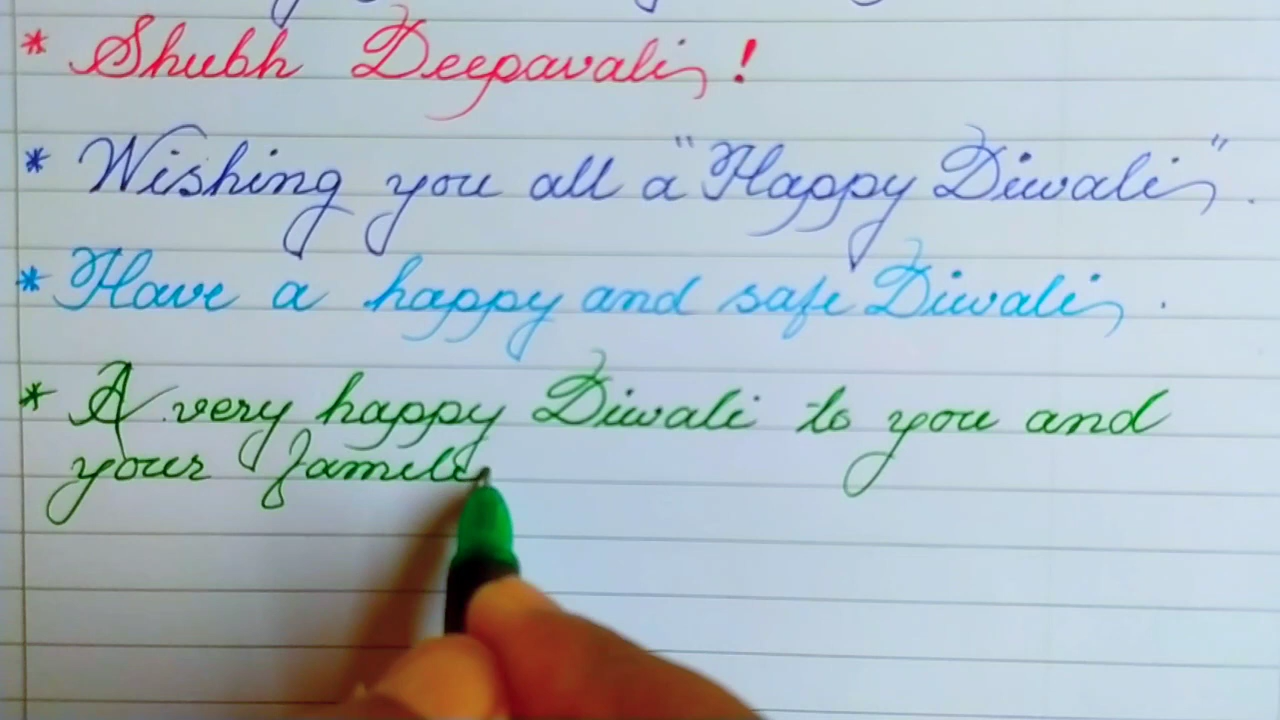 * Shubh Deepavali !
* Wishing you all a "Happy Diwali" .
* Have a happy and safe Diwali .
* A very happy Diwali to you and
your famil